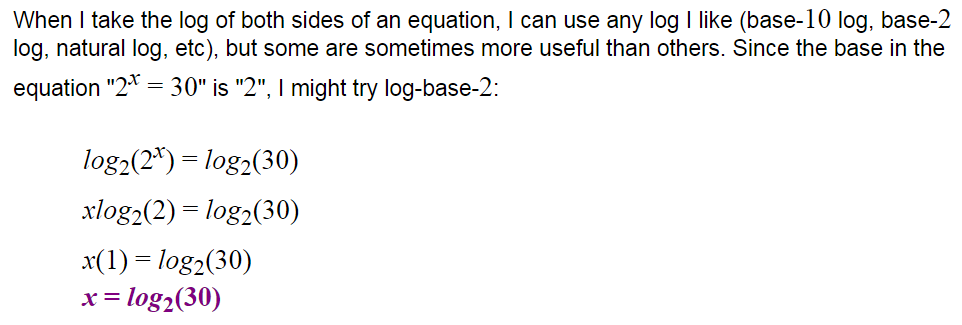 When I take the log of both sides of an equation, I can use any log I like (base-10 log, base-2
log, natural log, etc), but some are sometimes more useful than others. Since the base in the
equation "2ˣ = 30" is "2", I might try log-base-2:
log₂(2ˣ) = log₂(30)
xlog₂(2) = log₂(30)
x(1) = log₂(30)
x = log₂(30)